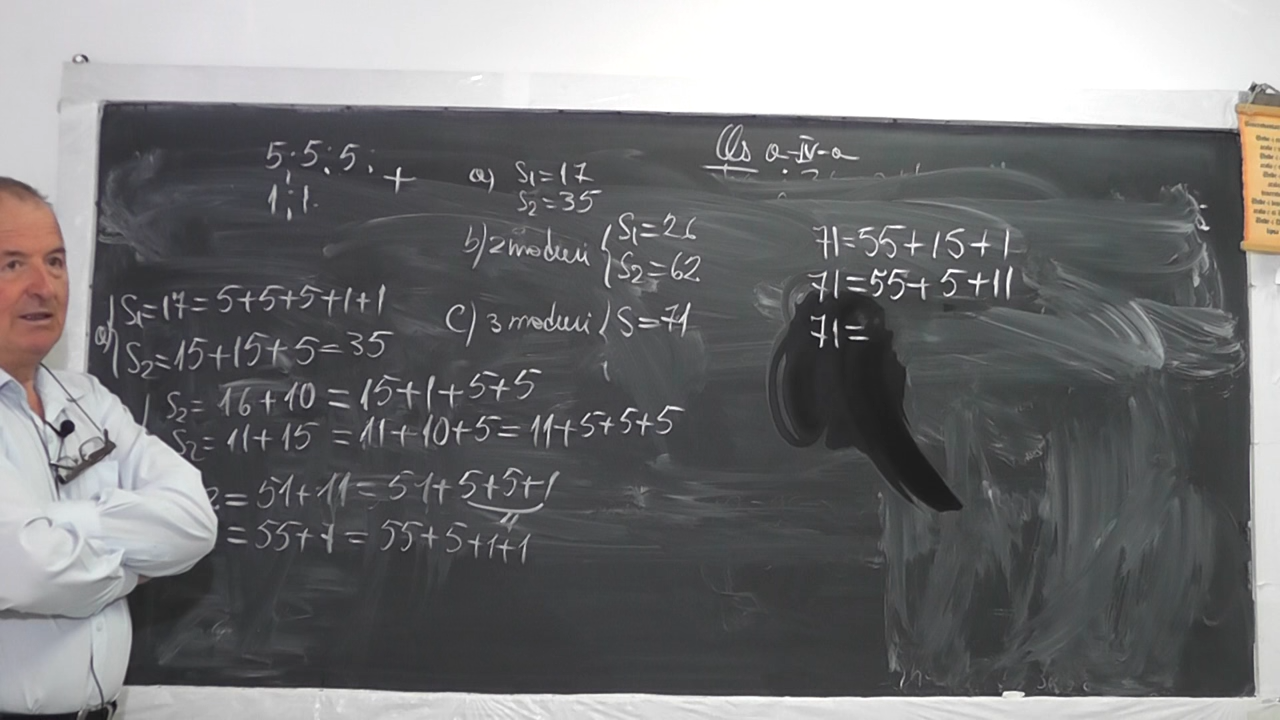 5;5;5; +
1;1.
Cls a-IV-a
a) S1=17
S2=35
b) 2 moduri { S1=26
S2=62
c) 3 moduri { S=71
a) S1=17=5+5+5+1+1
S2=15+15+5=35
S2=16+10=15+1+5+5
S2=11+15=11+10+5=11+5+5+5
2=51+11=51+5+5+1
11
=55+7=55+5+1+1
71=55+15+1
71=55+5+11
71=